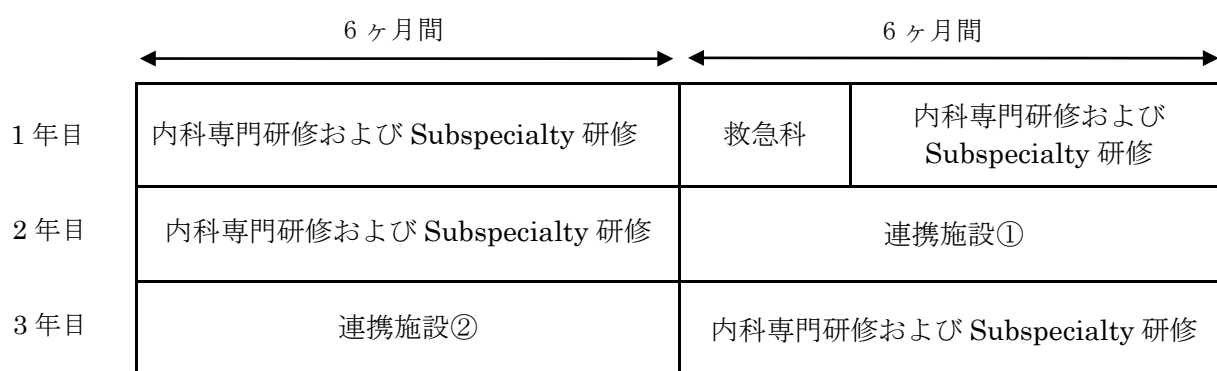 6 ヶ月間
6 ヶ月間
1 年目
内科専門研修および Subspecialty 研修
救急科
内科専門研修および
Subspecialty 研修
2 年目
内科専門研修および Subspecialty 研修
連携施設①
3 年目
連携施設②
内科専門研修および Subspecialty 研修